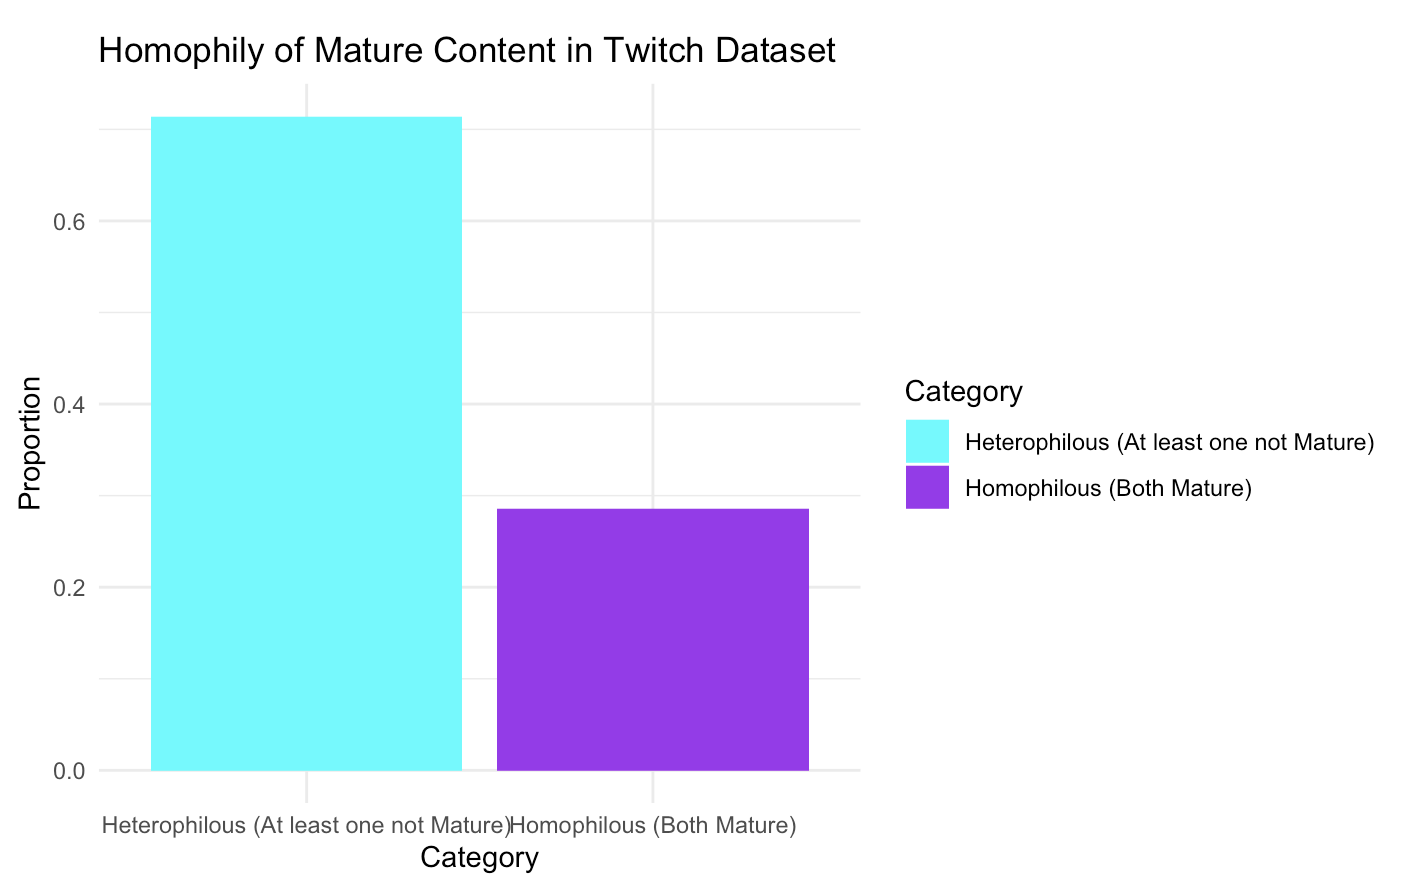 Homophily of Mature Content in Twitch Dataset
Proportion
0.6
0.4
0.2
0.0
Heterophilous (At least one not Mature)
Homophilous (Both Mature)
Category
Category
Heterophilous (At least one not Mature)
Homophilous (Both Mature)